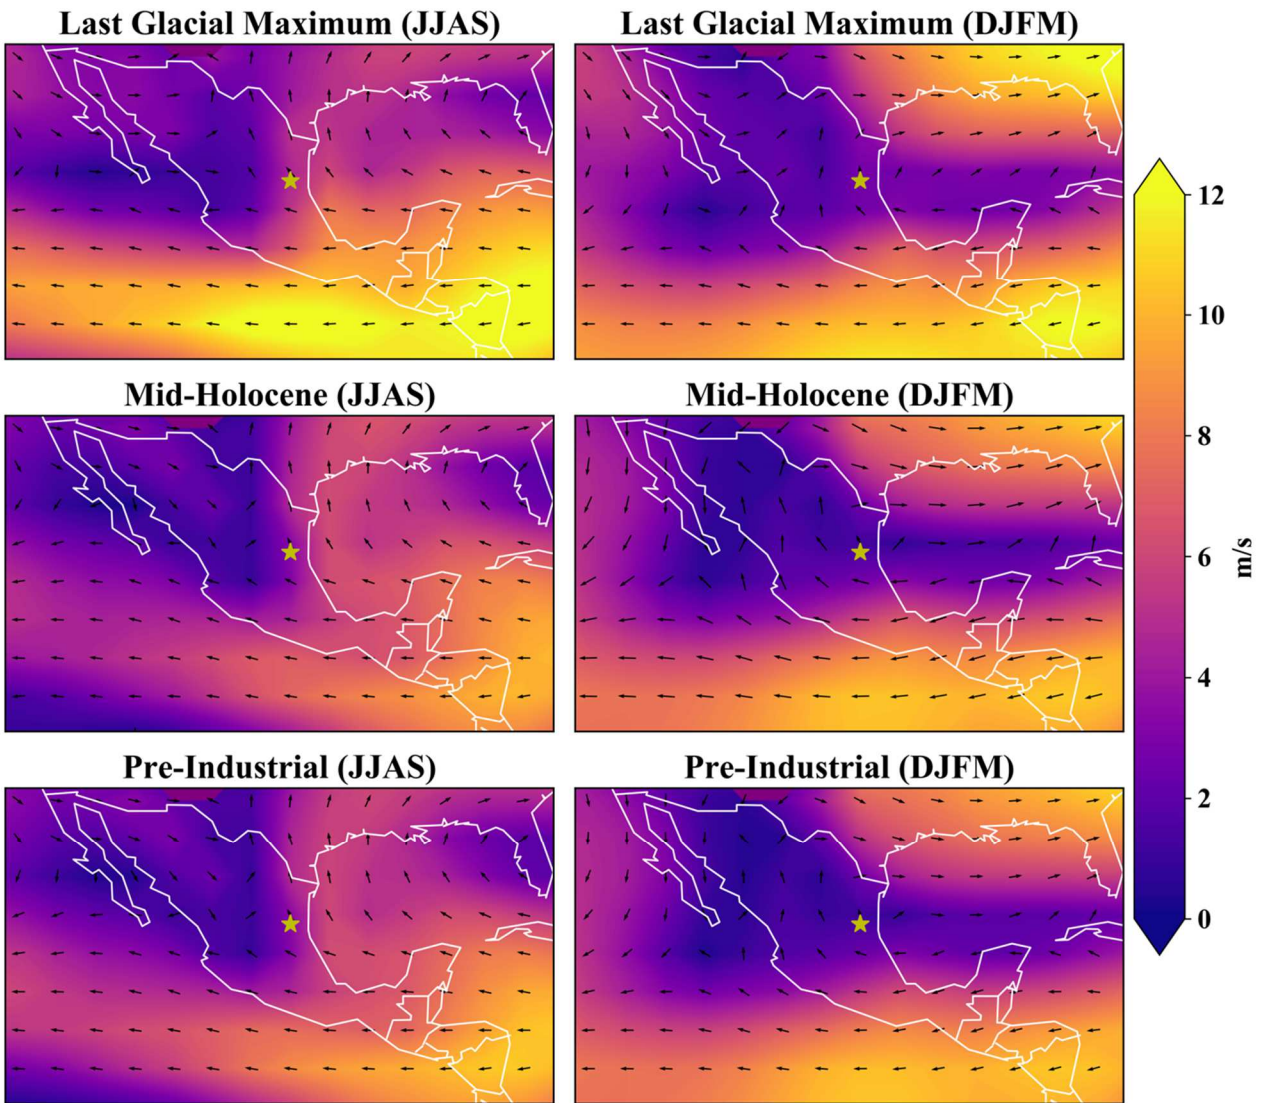 Last Glacial Maximum (JJAS)
Last Glacial Maximum (DJFM)
Mid-Holocene (JJAS)
Mid-Holocene (DJFM)
Pre-Industrial (JJAS)
Pre-Industrial (DJFM)
12
10
8
6
4
2
0
m/s